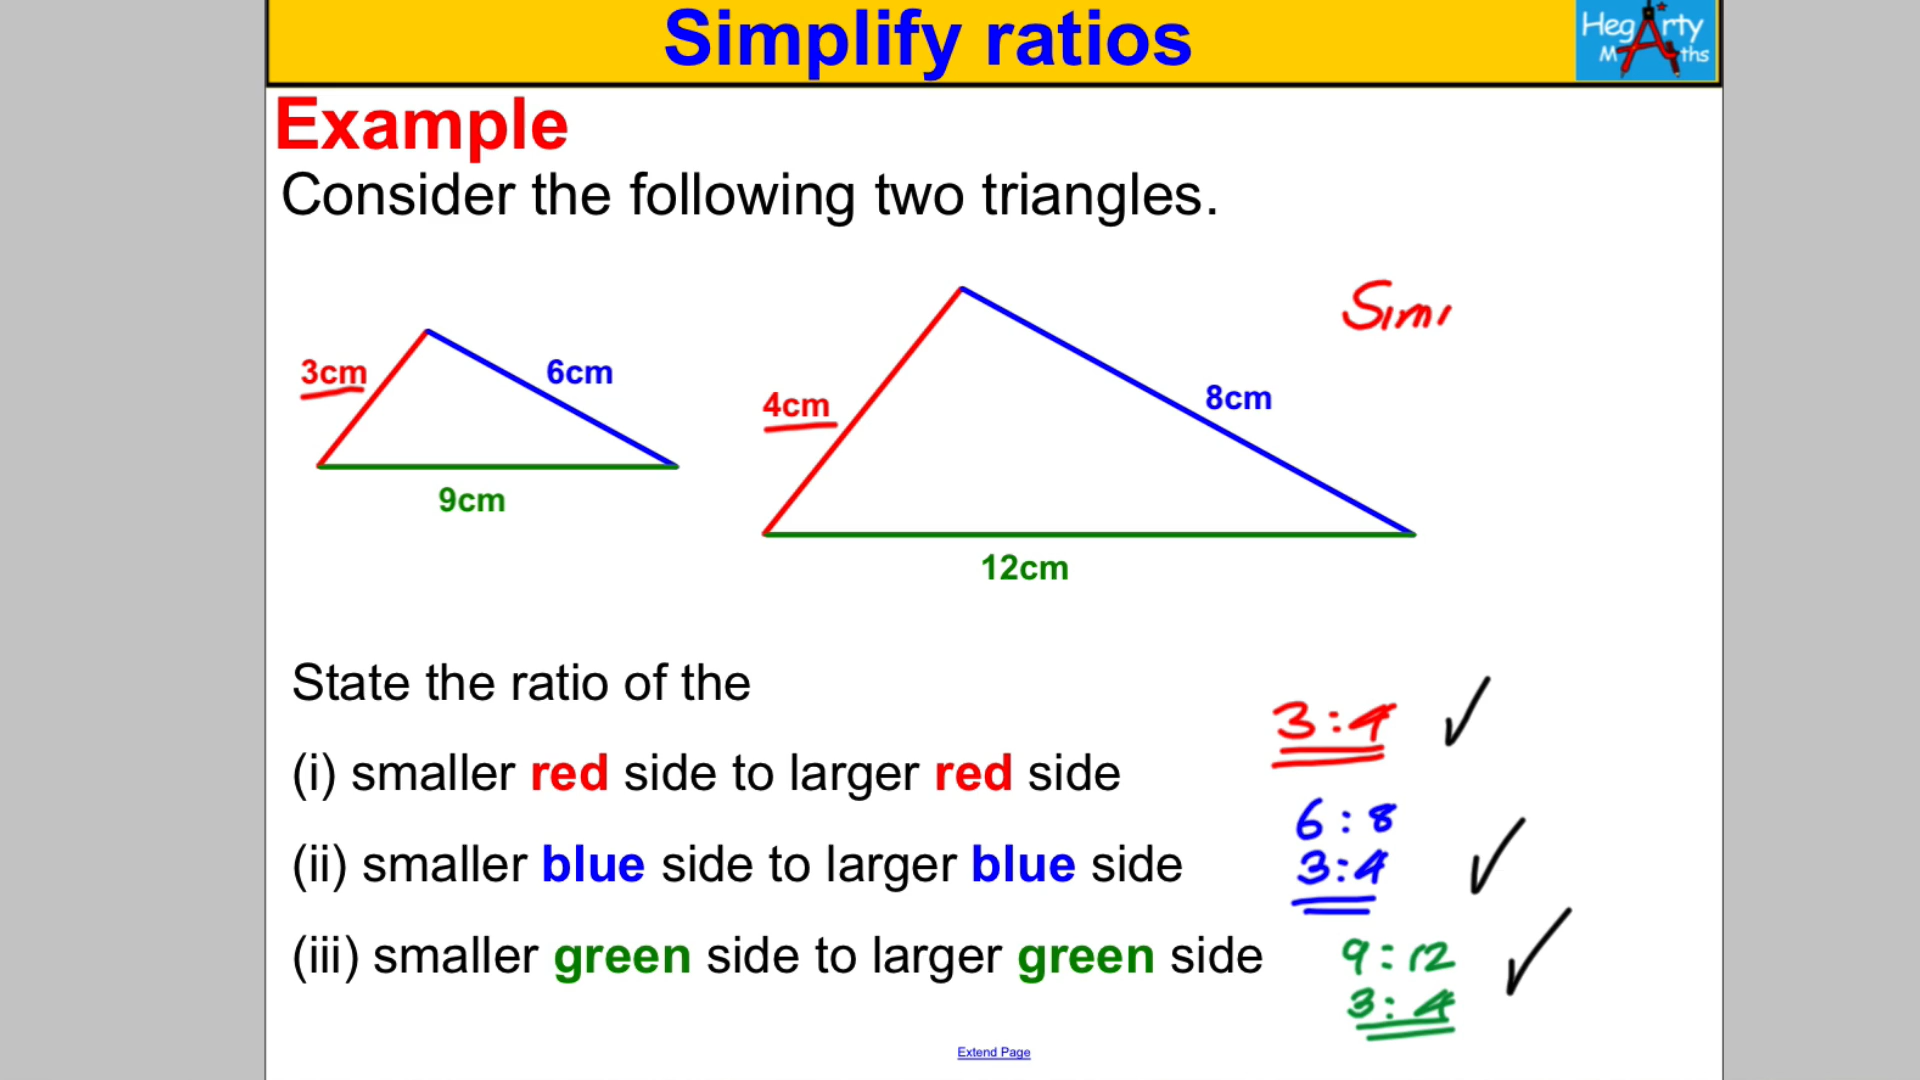 Simplify ratios
HegArty
Maths
Example
Consider the following two triangles.
Simi
3cm
6cm
4cm
8cm
9cm
12cm
State the ratio of the
3:4
(i) smaller red side to larger red side
6:8
(ii) smaller blue side to larger blue side
3:4
(iii) smaller green side to larger green side
9:12
3:4
Extend Page